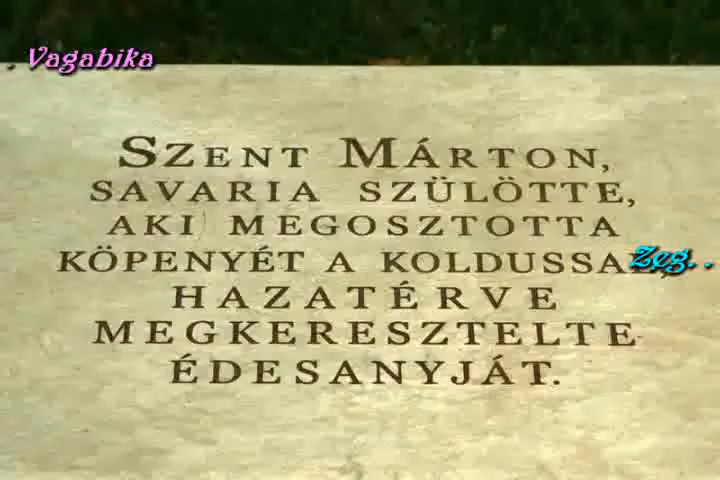 . Vagabika
SZENT MÁRTON,
SAVARIA SZÜLÖTTE,
AKI MEGOSZTOTTA
KÖPENYÉT A KOLDUSSAL,
Zeg. .
HAZATÉRVE
MEGKERESZTELTE
ÉDESANYJÁT.